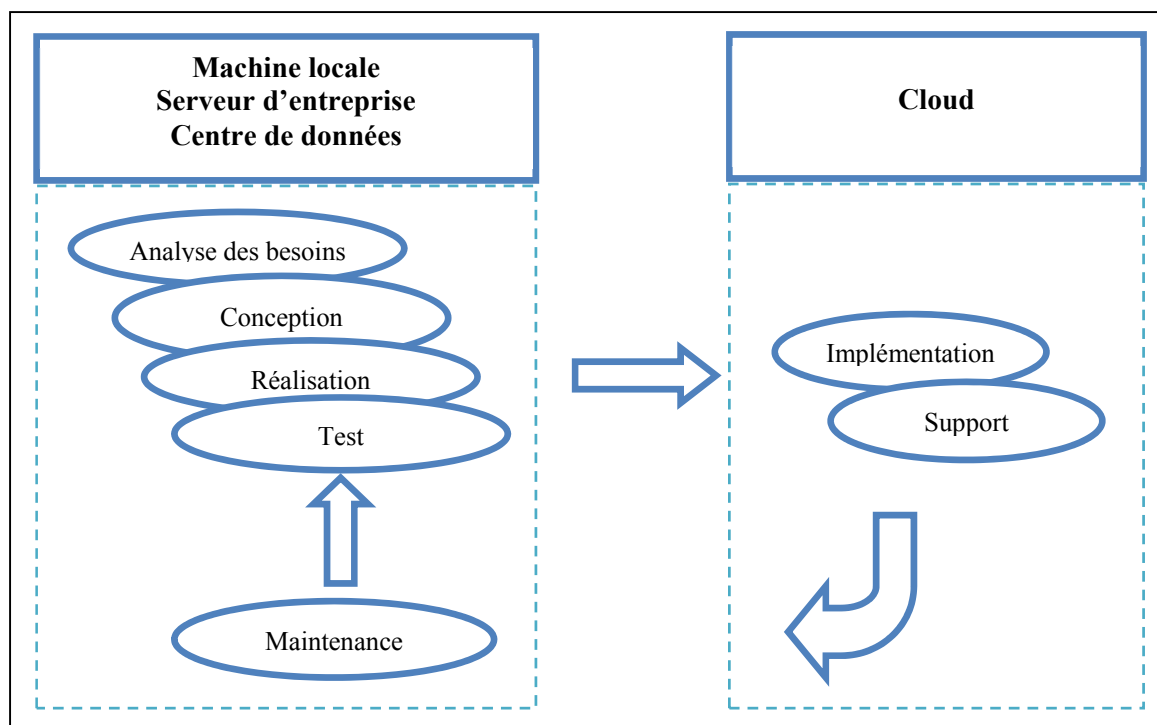 Machine locale
Serveur d’entreprise
Centre de données
Cloud
Analyse des besoins
Conception
Réalisation
Test
Maintenance
Implémentation
Support